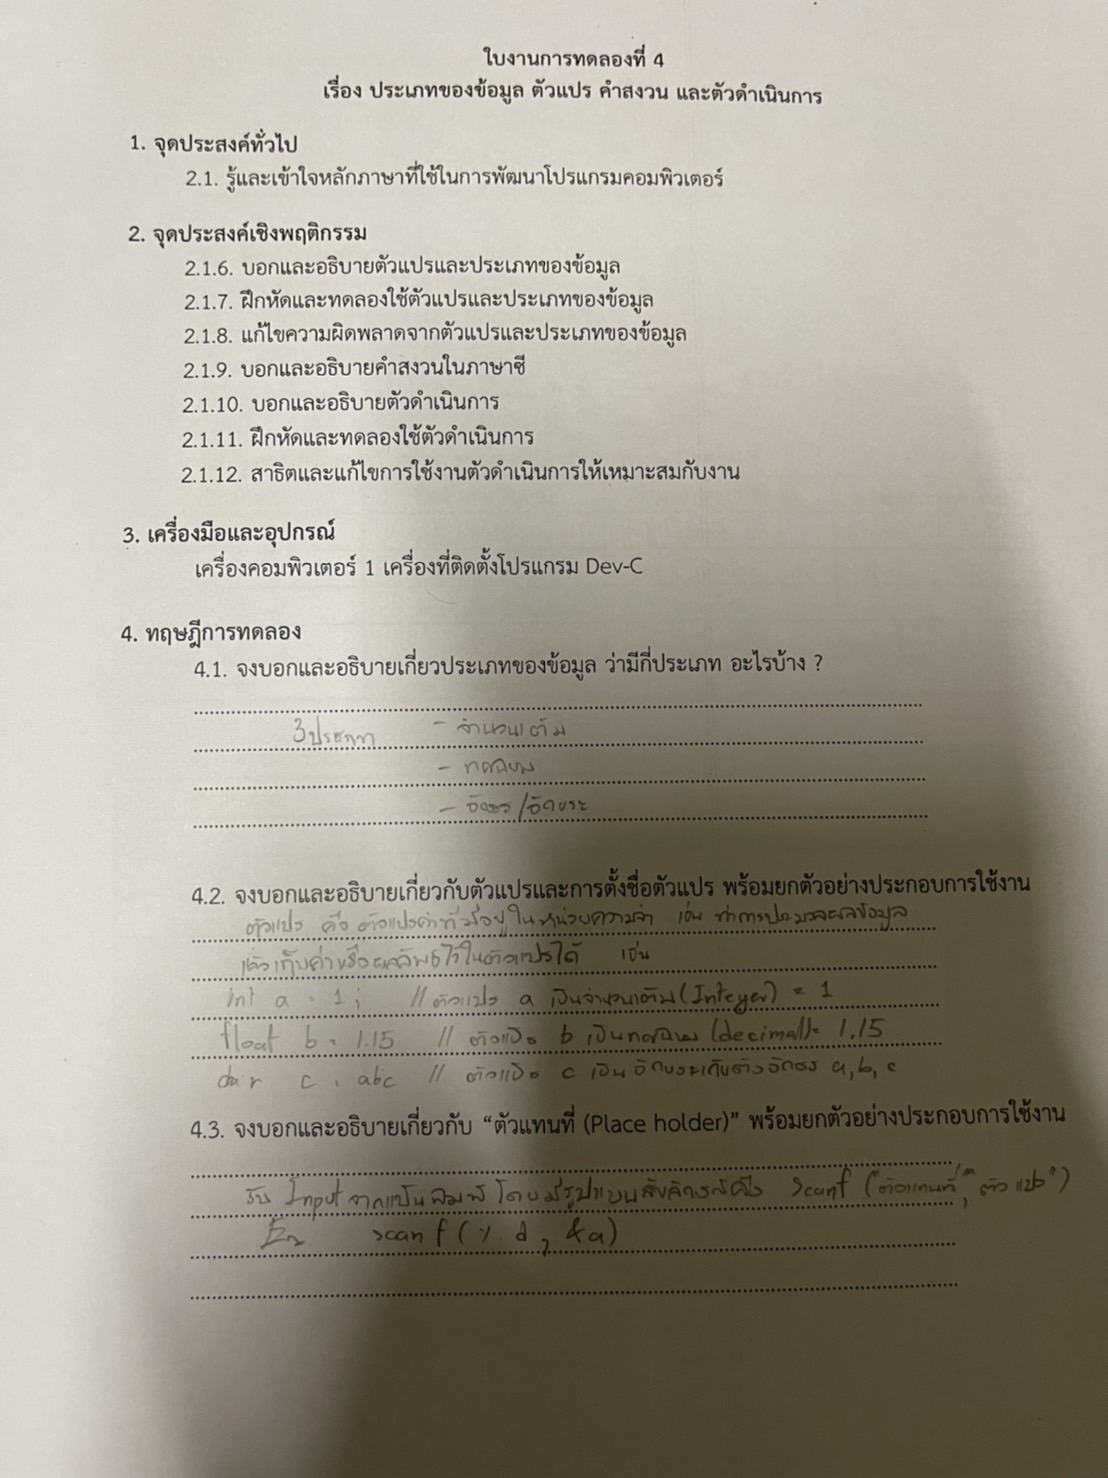 ใบงานการทดลองที่ 4
เรื่อง ประเภทของข้อมูล ตัวแปร คำสงวน และตัวดำเนินการ
1. จุดประสงค์ทั่วไป
2.1. รู้และเข้าใจหลักภาษาที่ใช้ในการพัฒนาโปรแกรมคอมพิวเตอร์
2. จุดประสงค์เชิงพฤติกรรม
2.1.6. บอกและอธิบายตัวแปรและประเภทของข้อมูล
2.1.7. ฝึกหัดและทดลองใช้ตัวแปรและประเภทของข้อมูล
2.1.8. แก้ไขความผิดพลาดจากตัวแปรและประเภทของข้อมูล
2.1.9. บอกและอธิบายคำสงวนในภาษาซี
2.1.10. บอกและอธิบายตัวดำเนินการ
2.1.11. ฝึกหัดและทดลองใช้ตัวดำเนินการ
2.1.12. สาธิตและแก้ไขการใช้งานตัวดำเนินการให้เหมาะสมกับงาน
3. เครื่องมือและอุปกรณ์
เครื่องคอมพิวเตอร์ 1 เครื่องที่ติดตั้งโปรแกรม Dev-C
4. ทฤษฎีการทดลอง
4.1. จงบอกและอธิบายเกี่ยวประเภทของข้อมูล ว่ามีกี่ประเภท อะไรบ้าง ?
3 ประเภท - จำนวนเต็ม
- ทศนิยม
- อักษร/อักขระ
4.2. จงบอกและอธิบายเกี่ยวกับตัวแปรและการตั้งชื่อตัวแปร พร้อมยกตัวอย่างประกอบการใช้งาน
ตัวแปร คือ ตัวแปรค่าที่มีอยู่ในหน่วยความจำ เช่น ทำการประมวลผลข้อมูล
แล้วเก็บค่าหรือผลลัพธ์ไว้ในตัวแปรได้ เช่น
int a = 1; // ตัวแปร a เป็นจำนวนเต็ม (Integer) = 1
float b = 1.15 // ตัวแปร b เป็นทศนิยม (decimal) = 1.15
char c = abc // ตัวแปร c เป็นอักขระเก็บตัวอักษร a, b, c
4.3. จงบอกและอธิบายเกี่ยวกับ “ตัวแทนที่ (Place holder)” พร้อมยกตัวอย่างประกอบการใช้งาน
รับ Input จากแป้นพิมพ์ โดยมีรูปแบบสัญลักษณ์คือ scanf ("ตัวแทนที่", "ตัวแปร")
scanf (% d, &a)